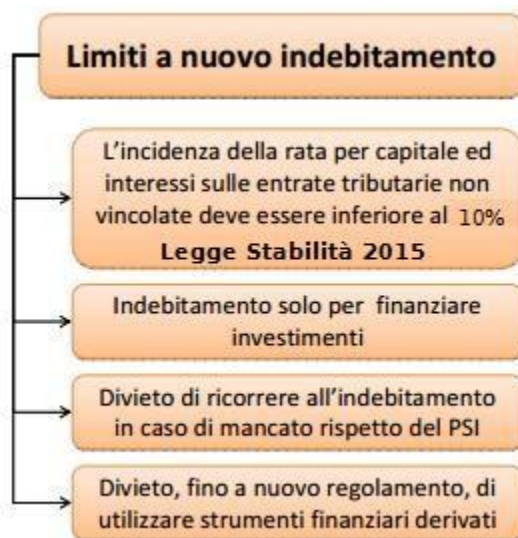 Limiti a nuovo indebitamento
L'incidenza della rata per capitale ed
interessi sulle entrate tributarie non
vincolate deve essere inferiore al 10%
Legge Stabilità 2015
Indebitamento solo per finanziare
investimenti
Divieto di ricorrere all'indebitamento
in caso di mancato rispetto del PSI
Divieto, fino a nuovo regolamento, di
utilizzare strumenti finanziari derivati